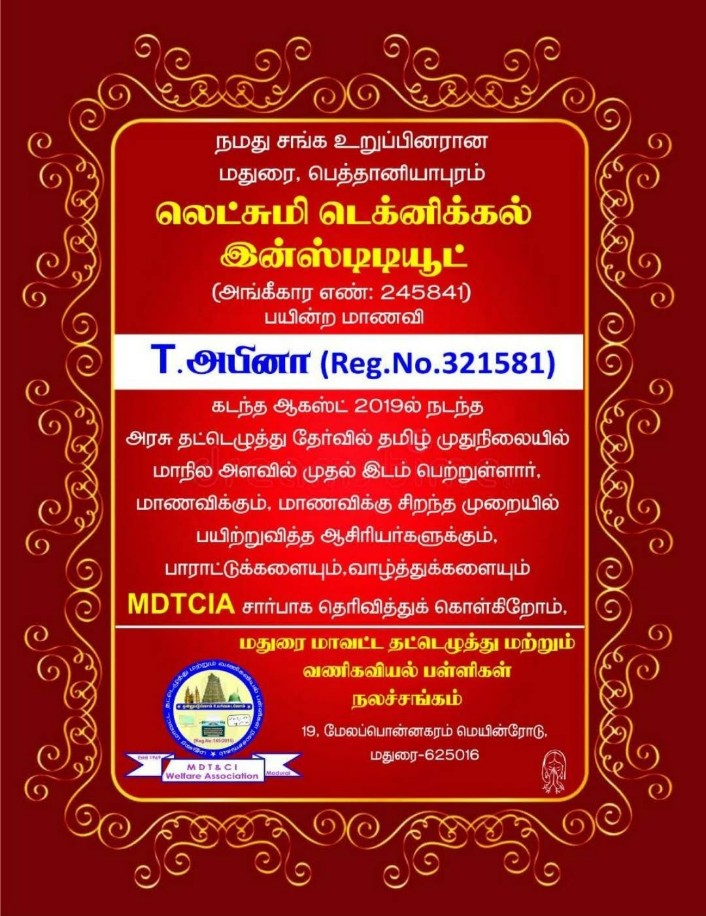 நமது சங்க உறுப்பினரான
மதுரை, பெத்தானியாபுரம்
லெட்சுமி டெக்னிக்கல்
இன்ஸ்டிடியூட்
(அங்கீகார எண்: 245841)
பயின்ற மாணவி
T.அபினா (Reg.No.321581)
கடந்த ஆகஸ்ட் 2019ல் நடந்த
அரசு தட்டெழுத்து தேர்வில் தமிழ் முதுநிலையில்
மாநில அளவில் முதல் இடம் பெற்றுள்ளார்,
மாணவிக்கும், மாணவிக்கு சிறந்த முறையில்
பயிற்றுவித்த ஆசிரியர்களுக்கும்,
பாராட்டுக்களையும்,வாழ்த்துக்களையும்
MDTCIA சார்பாக தெரிவித்துக் கொள்கிறோம்,
மதுரை மாவட்ட தட்டெழுத்து மற்றும்
வணிகவியல் பள்ளிகள்
நலச்சங்கம்
19, மேலப்பொன்னகரம் மெயின்ரோடு,
மதுரை-625016
MDT&CI
Welfare Association
Madurai